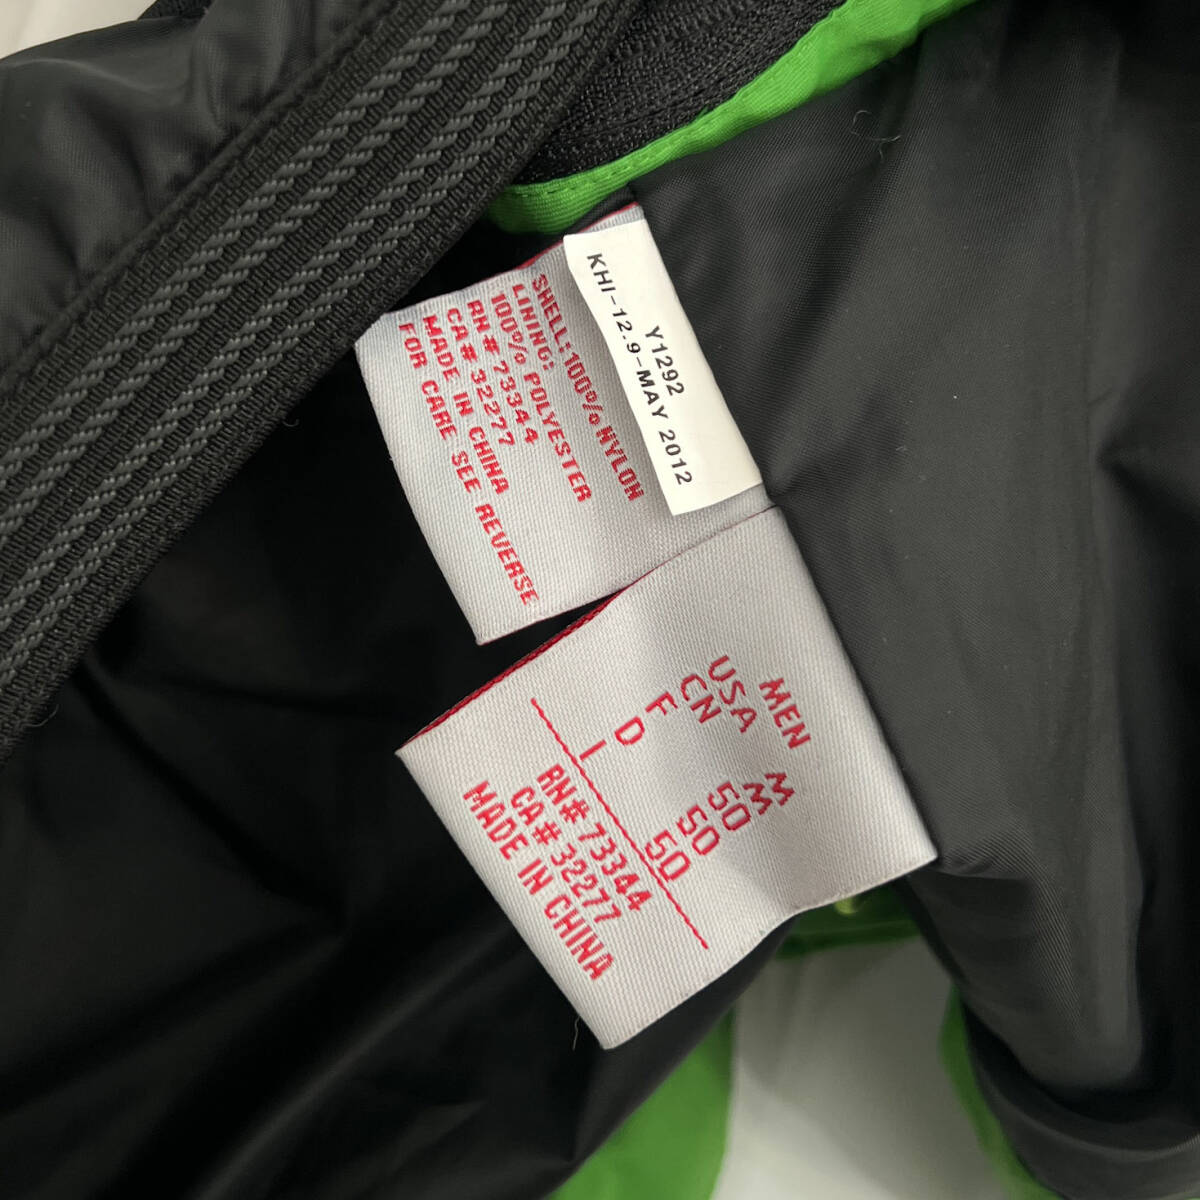 Y1292
KHI-12.9-MAY 2012
SHELL: 100% NYLON
LINING:
100% POLYESTER
RN# 73344
CA# 32277
MADE IN CHINA
FOR CARE SEE REVERSE
MEN
USA M
CN M
F 50
D 50
I 50
RN# 73344
CA# 32277
MADE IN CHINA